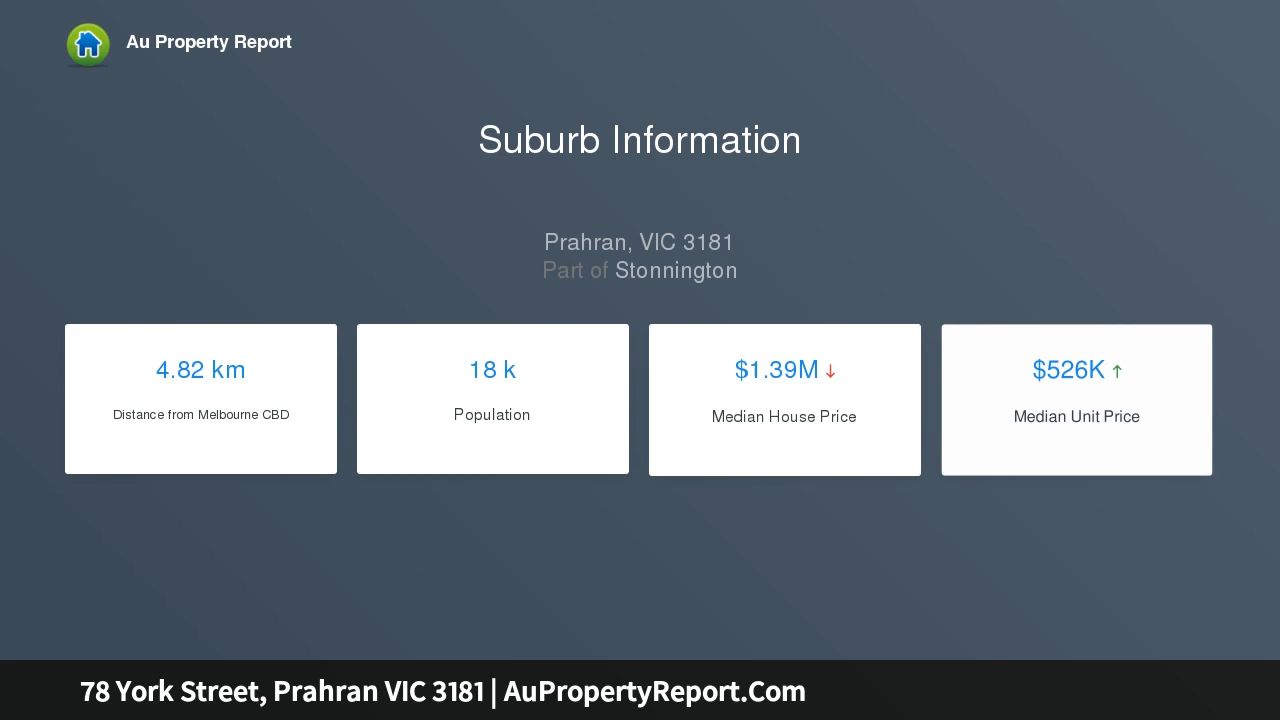 Au Property Report
Suburb Information
Prahran, VIC 3181
Part of Stonnington
4.82 km
Distance from Melbourne CBD
18 k
Population
$1.39M ↓
Median House Price
$526K ↑
Median Unit Price
78 York Street, Prahran VIC 3181 | AuPropertyReport.Com